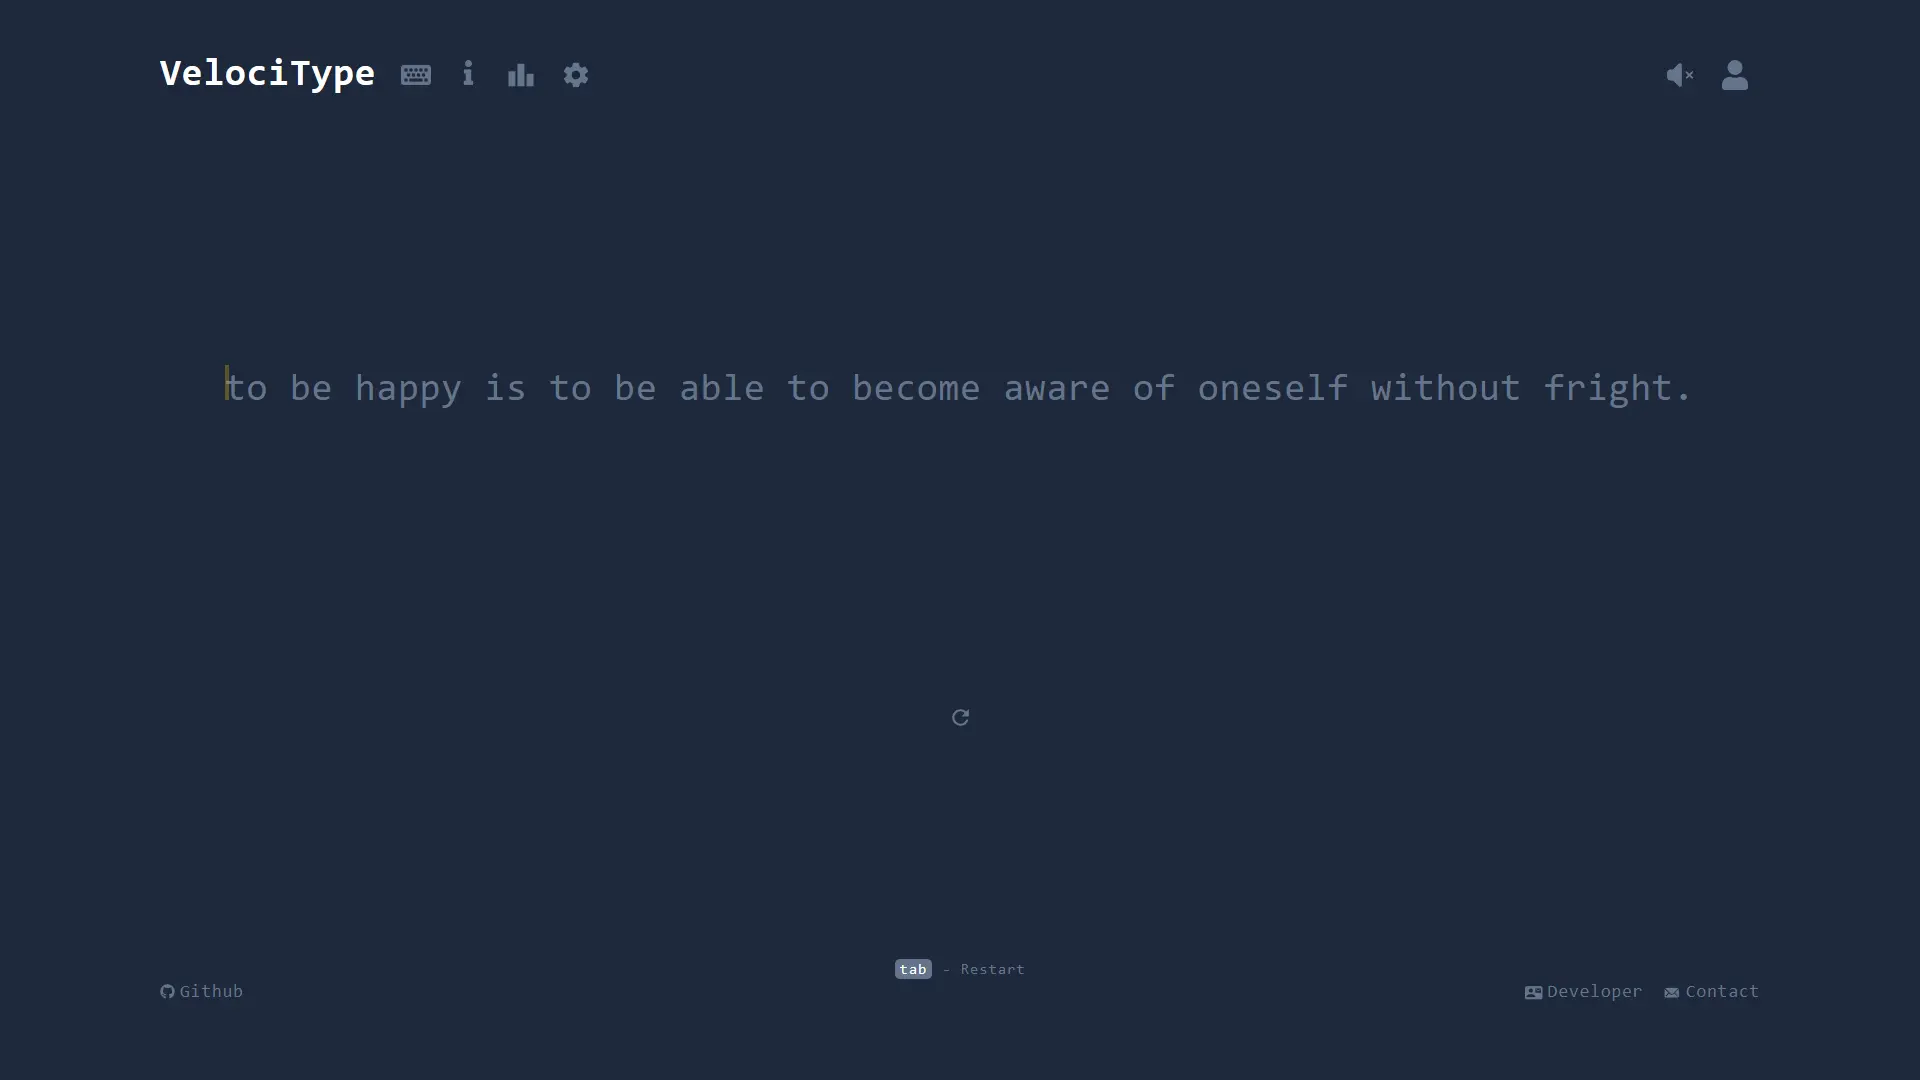 VelociType
to be happy is to be able to become aware of oneself without fright.
tab - Restart
Github
Developer
Contact